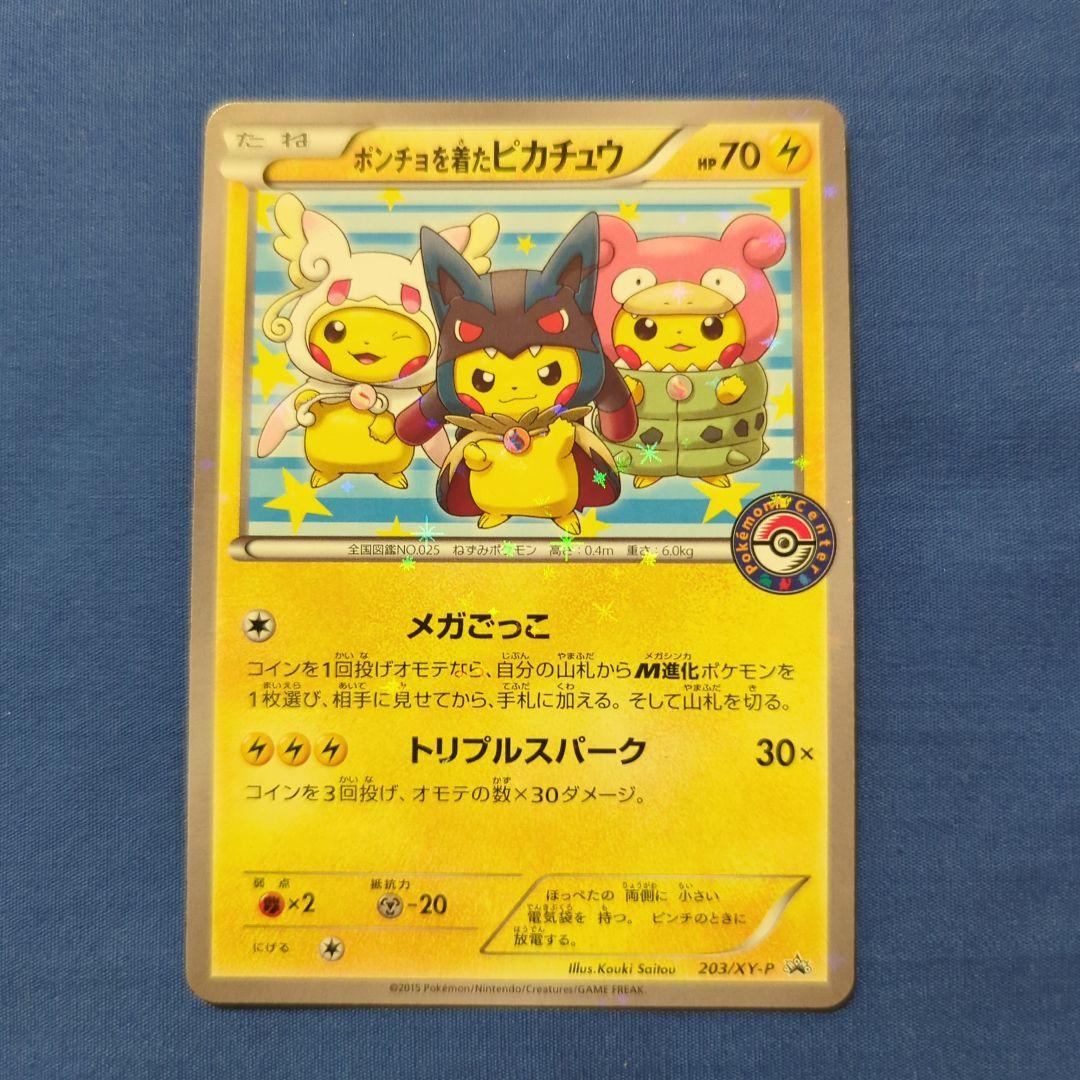 たね
ポンチョを着たピカチュウ HP70
Pokémon Center
全国図鑑NO.025 ねずみポケモン 高さ:0.4m 重さ:6.0kg
メガごっこ
コインを1回投げオモテなら、自分の山札からM進化ポケモンを
1枚選び、相手に見せてから、手札に加える。そして山札を切る。
トリプルスパーク 30×
コインを3回投げ、オモテの数×30ダメージ。
弱点 抵抗力
×2 -20
にげる
ほっぺたの 両側に 小さい
電気袋を 持つ。 ピンチのときに
放電する。
Illus.Kouki Saitou 203/XY-P
©2015 Pokémon/Nintendo/Creatures/GAME FREAK.